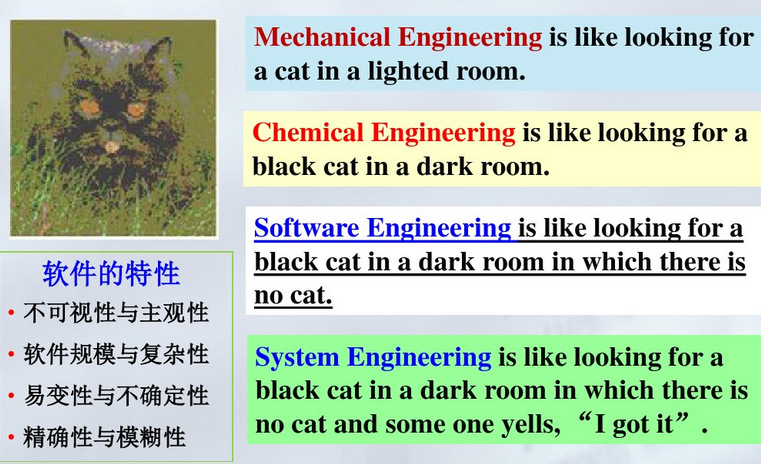 Mechanical Engineering is like looking for
a cat in a lighted room.
Chemical Engineering is like looking for a
black cat in a dark room.
Software Engineering is like looking for a
black cat in a dark room in which there is
no cat.
System Engineering is like looking for a
black cat in a dark room in which there is
no cat and some one yells, “I got it”.
软件的特性
• 不可视性与主观性
• 软件规模与复杂性
• 易变性与不确定性
• 精确性与模糊性